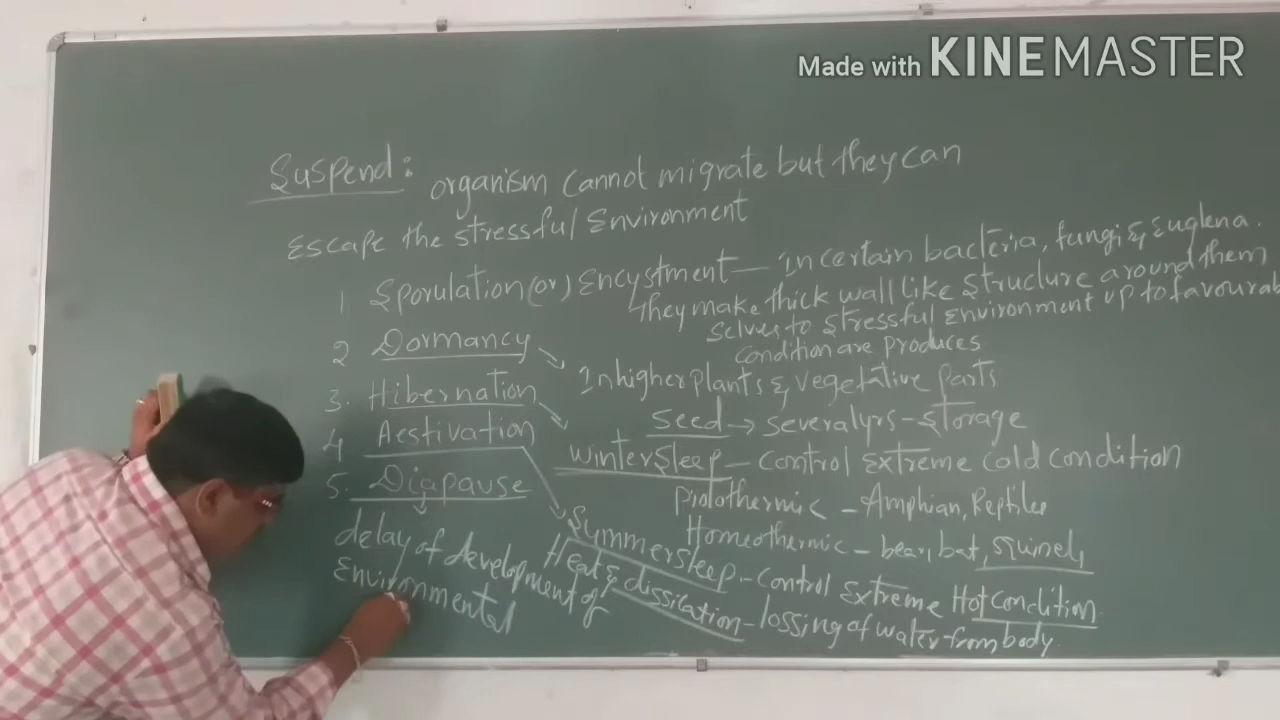 Made with KINEMASTER
Suspend: organism cannot migrate but they can
Escape the stressful Environment
1 Sporulation (or) Encystment — In certain bacteria, fungi & Euglena.
they make thick wall like structure around them
selves to stressful Environment up to favourabl
condition are produces
2 Dormancy
In higher plants & vegetative parts
seed → several yrs - storage
3. Hibernation
winter sleep - control Extreme cold condition
Piolothermic - Amphian, Reptiles
Homeothermic - bear, bat, squirel,
4 Aestivation
Summer sleep - control Extreme Hot condition
Heat & dissilation - lossing of water from body.
5. Diapause
delay of development of
Environmental